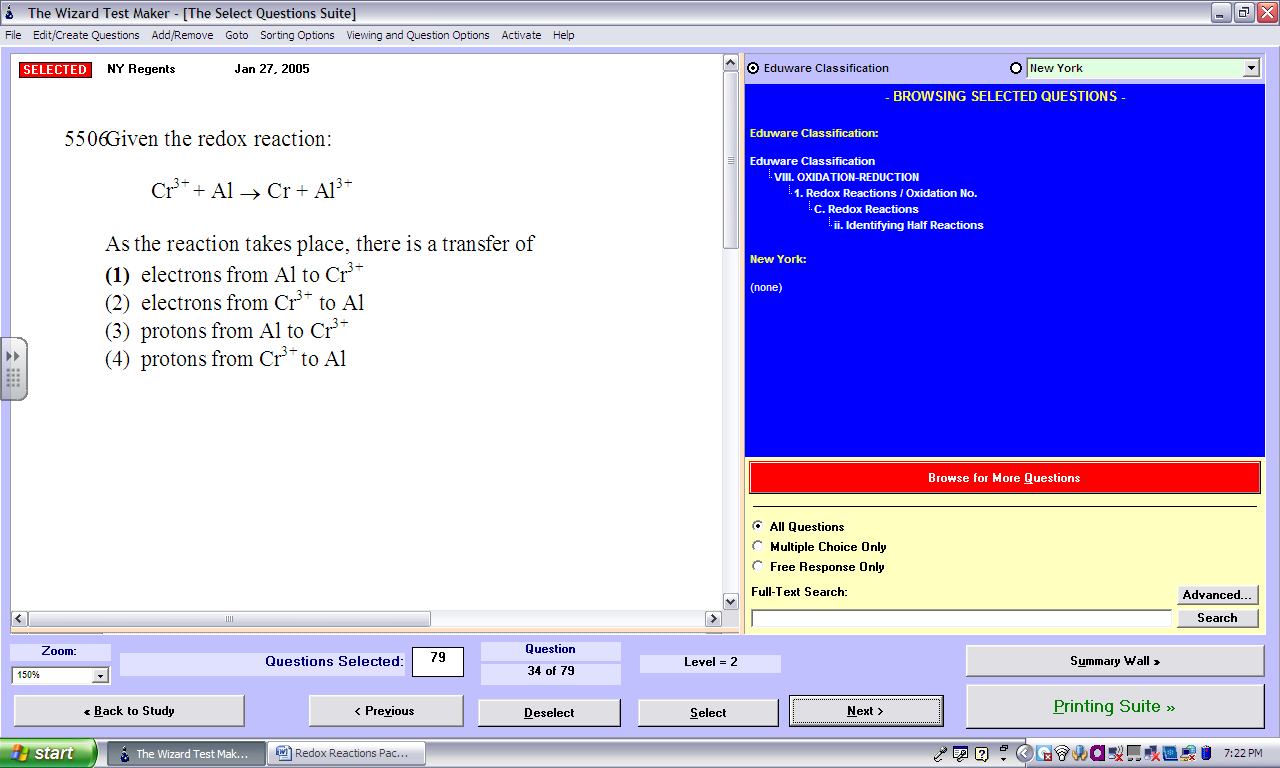 The Wizard Test Maker - [The Select Questions Suite]
File Edit/Create Questions Add/Remove Goto Sorting Options Viewing and Question Options Activate Help
SELECTED NY Regents Jan 27, 2005
5506Given the redox reaction:
Cr³⁺ + Al → Cr + Al³⁺
As the reaction takes place, there is a transfer of
(1) electrons from Al to Cr³⁺
(2) electrons from Cr³⁺ to Al
(3) protons from Al to Cr³⁺
(4) protons from Cr³⁺ to Al
Eduware Classification New York
- BROWSING SELECTED QUESTIONS -
Eduware Classification:
Eduware Classification
VIII. OXIDATION-REDUCTION
1. Redox Reactions / Oxidation No.
C. Redox Reactions
ii. Identifying Half Reactions
New York:
(none)
Browse for More Questions
All Questions
Multiple Choice Only
Free Response Only
Full-Text Search:
Advanced...
Search
Zoom:
150%
Questions Selected: 79
Question
34 of 79
Level = 2
Summary Wall »
« Back to Study
< Previous
Deselect
Select
Next >
Printing Suite »
start
The Wizard Test Mak...
Redox Reactions Pac...
7:22 PM